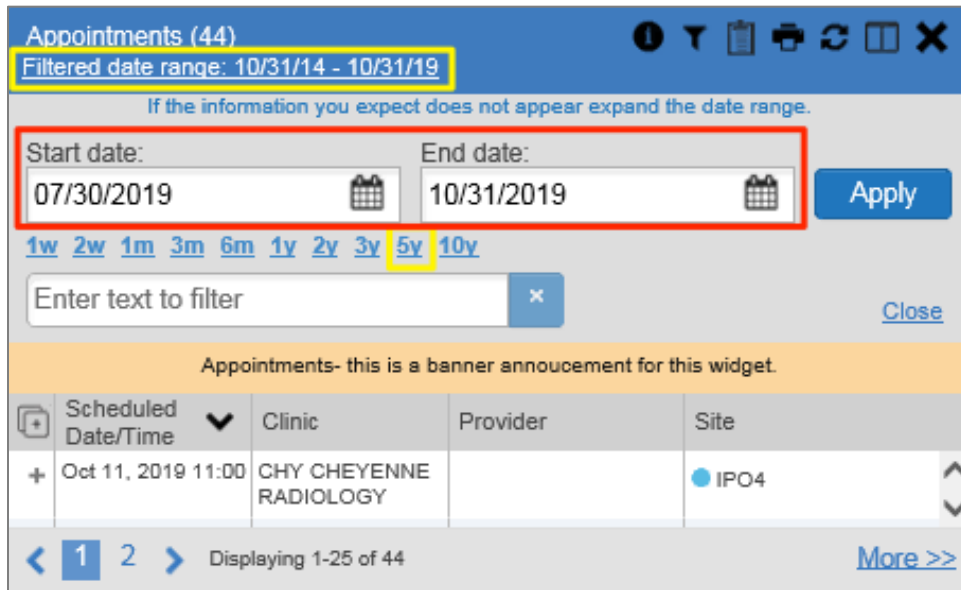 Appointments (44)
Filtered date range: 10/31/14 - 10/31/19
If the information you expect does not appear expand the date range.
Start date: End date:
07/30/2019 10/31/2019 Apply
1w 2w 1m 3m 6m 1y 2y 3y 5y 10y
Enter text to filter ×
Close
Appointments- this is a banner annoucement for this widget.
Scheduled Date/Time Clinic Provider Site
Oct 11, 2019 11:00 CHY CHEYENNE RADIOLOGY IPO4
1 2 Displaying 1-25 of 44 More >>